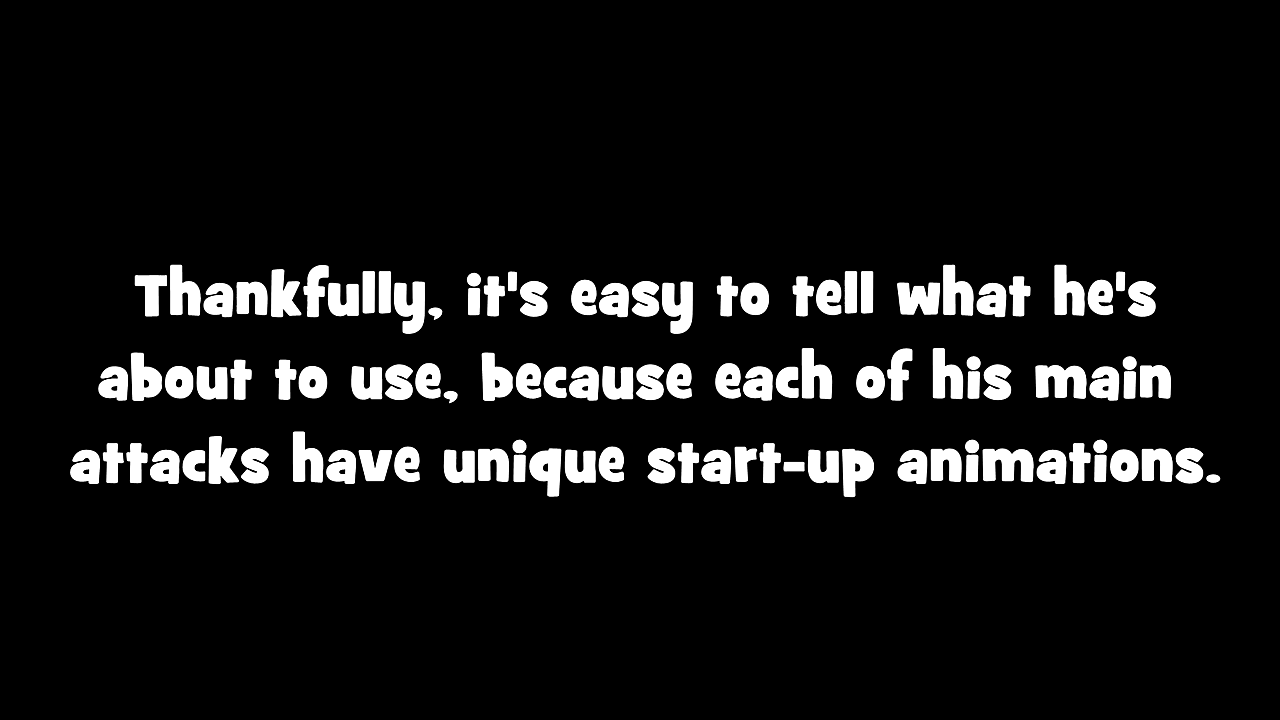 Thankfully, it's easy to tell what he's
about to use, because each of his main
attacks have unique start-up animations.